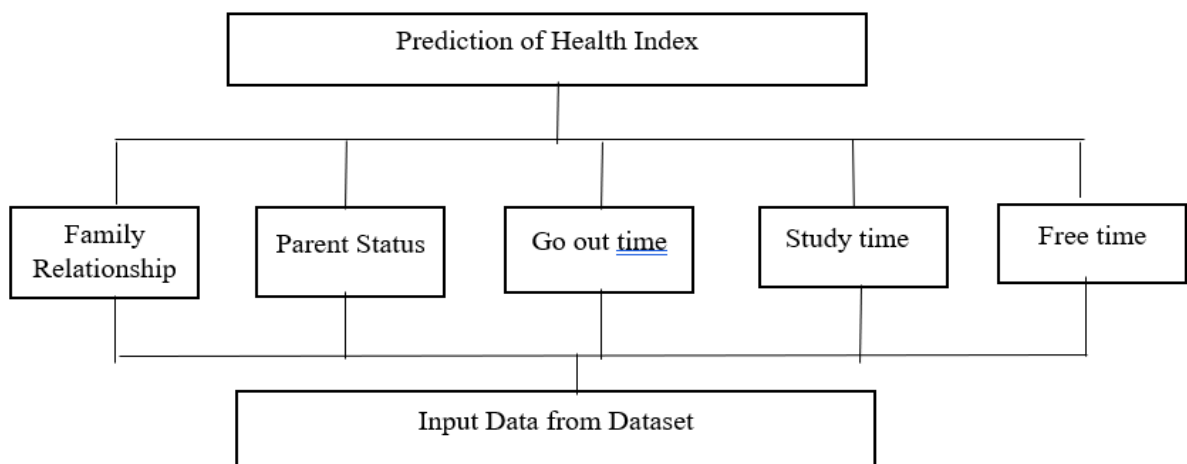 Prediction of Health Index
Family
Relationship
Parent Status
Go out time
Study time
Free time
Input Data from Dataset